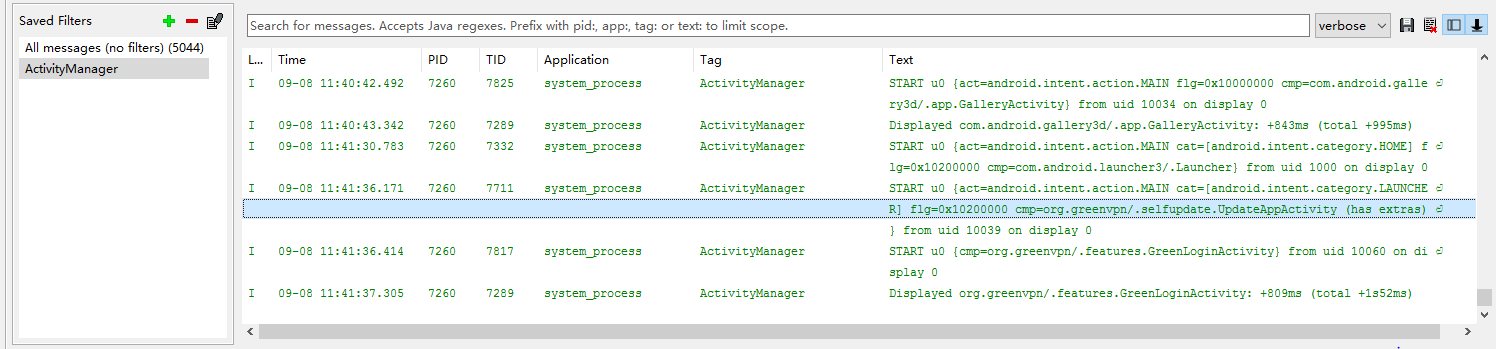 Saved Filters
Search for messages. Accepts Java regexes. Prefix with pid:, app:, tag: or text: to limit scope.
verbose
All messages (no filters) (5044)
ActivityManager
L... Time PID TID Application Tag Text
I 09-08 11:40:42.492 7260 7825 system_process ActivityManager START u0 {act=android.intent.action.MAIN flg=0x10000000 cmp=com.android.galle
ry3d/.app.GalleryActivity} from uid 10034 on display 0
I 09-08 11:40:43.342 7260 7289 system_process ActivityManager Displayed com.android.gallery3d/.app.GalleryActivity: +843ms (total +995ms)
I 09-08 11:41:30.783 7260 7332 system_process ActivityManager START u0 {act=android.intent.action.MAIN cat=[android.intent.category.HOME] f
lg=0x10200000 cmp=com.android.launcher3/.Launcher} from uid 1000 on display 0
I 09-08 11:41:36.171 7260 7711 system_process ActivityManager START u0 {act=android.intent.action.MAIN cat=[android.intent.category.LAUNCHE
R] flg=0x10200000 cmp=org.greenvpn/.selfupdate.UpdateAppActivity (has extras)
} from uid 10039 on display 0
I 09-08 11:41:36.414 7260 7817 system_process ActivityManager START u0 {cmp=org.greenvpn/.features.GreenLoginActivity} from uid 10060 on di
splay 0
I 09-08 11:41:37.305 7260 7289 system_process ActivityManager Displayed org.greenvpn/.features.GreenLoginActivity: +809ms (total +1s52ms)